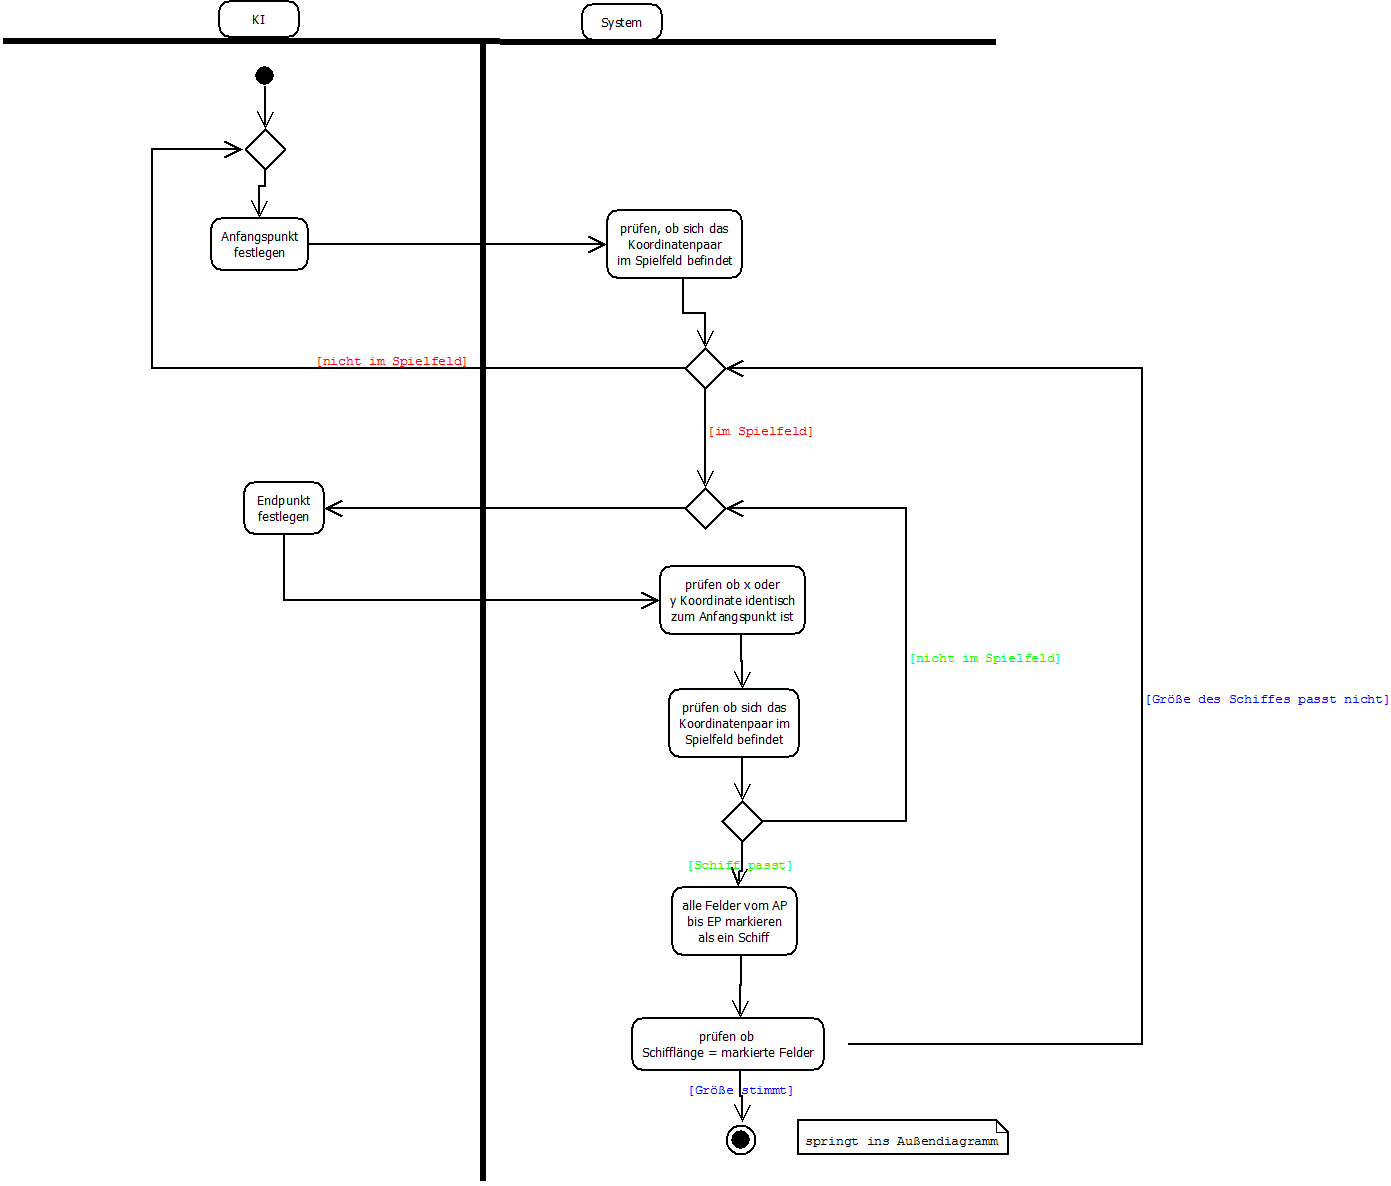 KI
System
Anfangspunkt
festlegen
prüfen, ob sich das
Koordinatenpaar
im Spielfeld befindet
[nicht im Spielfeld]
[im Spielfeld]
Endpunkt
festlegen
prüfen ob x oder
y Koordinate identisch
zum Anfangspunkt ist
[nicht im Spielfeld]
[Größe des Schiffes passt nicht]
prüfen ob sich das
Koordinatenpaar im
Spielfeld befindet
[Schiff passt]
alle Felder vom AP
bis EP markieren
als ein Schiff
prüfen ob
Schifflänge = markierte Felder
[Größe stimmt]
springt ins Außendiagramm